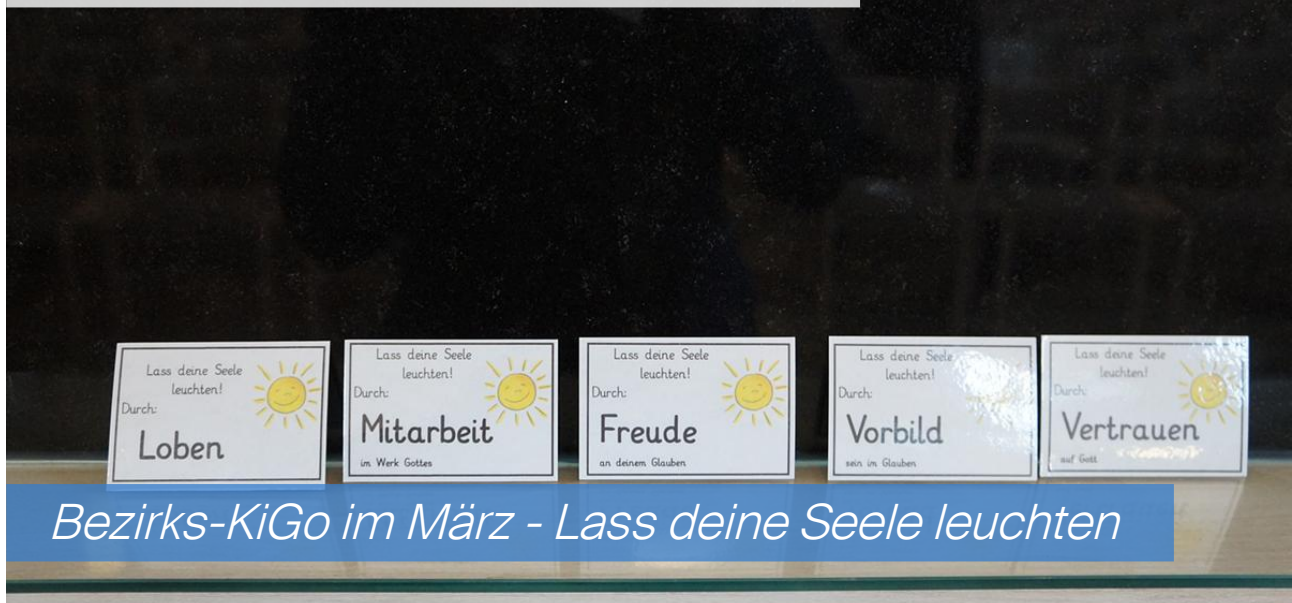 Lass deine Seele
leuchten!
Durch:
Loben
Lass deine Seele
leuchten!
Durch:
Mitarbeit
im Werk Gottes
Lass deine Seele
leuchten!
Durch:
Freude
an deinem Glauben
Lass deine Seele
leuchten!
Durch:
Vorbild
sein im Glauben
Lass deine Seele
leuchten!
Durch:
Vertrauen
auf Gott
Bezirks-KiGo im März - Lass deine Seele leuchten